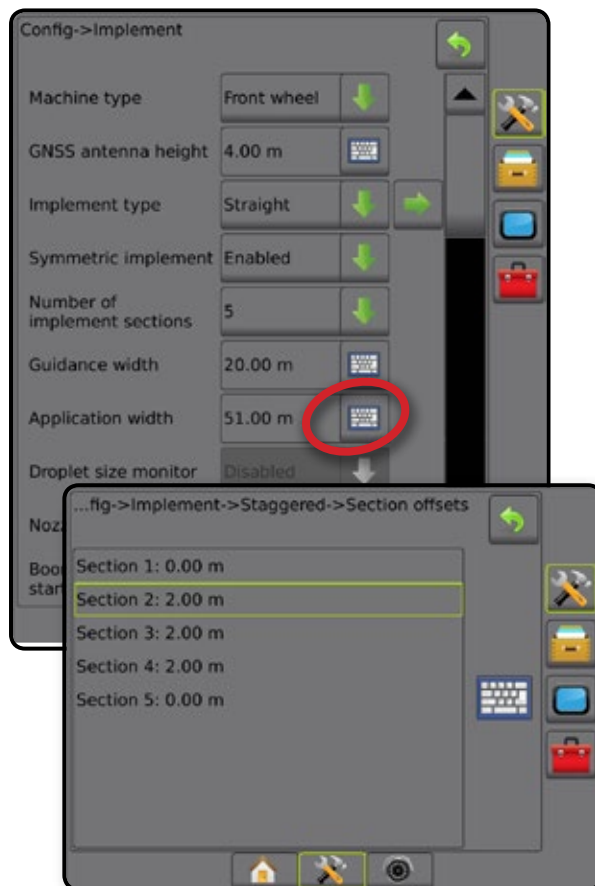 Config->Implement
Machine type Front wheel
GNSS antenna height 4.00 m
Implement type Straight
Symmetric implement Enabled
Number of
implement sections 5
Guidance width 20.00 m
Application width 51.00 m
Droplet size monitor Disabled
Noz
Boo
star
...fig->Implement->Staggered->Section offsets
Section 1: 0.00 m
Section 2: 2.00 m
Section 3: 2.00 m
Section 4: 2.00 m
Section 5: 0.00 m